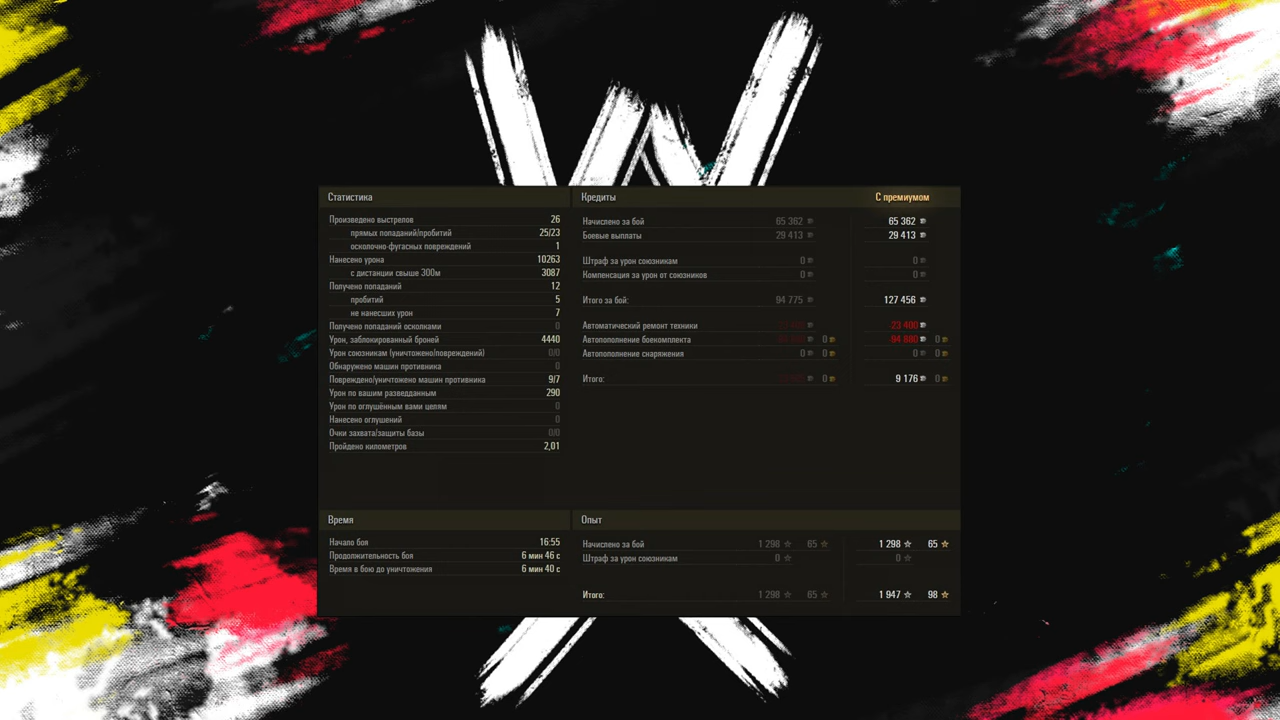 Статистика
Произведено выстрелов 26
прямых попаданий/пробитий 25/23
осколочно-фугасных повреждений 1
Нанесено урона 10263
с дистанции свыше 300м 3087
Получено попаданий 12
пробитий 5
не нанесших урон 7
Получено попаданий осколками 0
Урон, заблокированный броней 4440
Урон союзникам (уничтожено/повреждений) 0/0
Обнаружено машин противника 0
Повреждено/уничтожено машин противника 9/7
Урон по вашим разведданным 290
Урон по оглушённым вами целям 0
Нанесено оглушений 0
Очки захвата/защиты базы 0/0
Пройдено километров 2,01
Кредиты С премиумом
Начислено за бой 65 362 65 362
Боевые выплаты 29 413 29 413
Штраф за урон союзникам 0 0
Компенсация за урон от союзников 0 0
Итого за бой: 94 775 127 456
Автоматический ремонт техники -23 400
Автопополнение боекомплекта 0 -94 880 0
Автопополнение снаряжения 0 0 0 0
Итого: 0 9 176 0
Время
Начало боя 16:55
Продолжительность боя 6 мин 46 с
Время в бою до уничтожения 6 мин 40 с
Опыт
Начислено за бой 1 298 65 1 298 65
Штраф за урон союзникам 0 0
Итого: 1 298 65 1 947 98